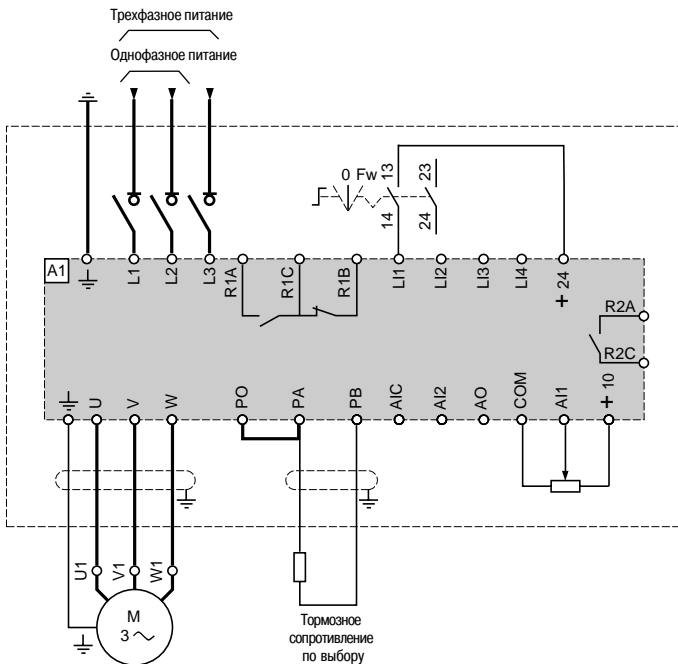 Трехфазное питание
Однофазное питание
0 Fw 13 23
14 24
A1
L1 L2 L3 R1A R1C R1B LI1 LI2 LI3 LI4 + 24
R2A
R2C
U V W PO PA PB AIC AI2 AO COM AI1 + 10
U1 V1 W1
M
3
Тормозное
сопротивление
по выбору